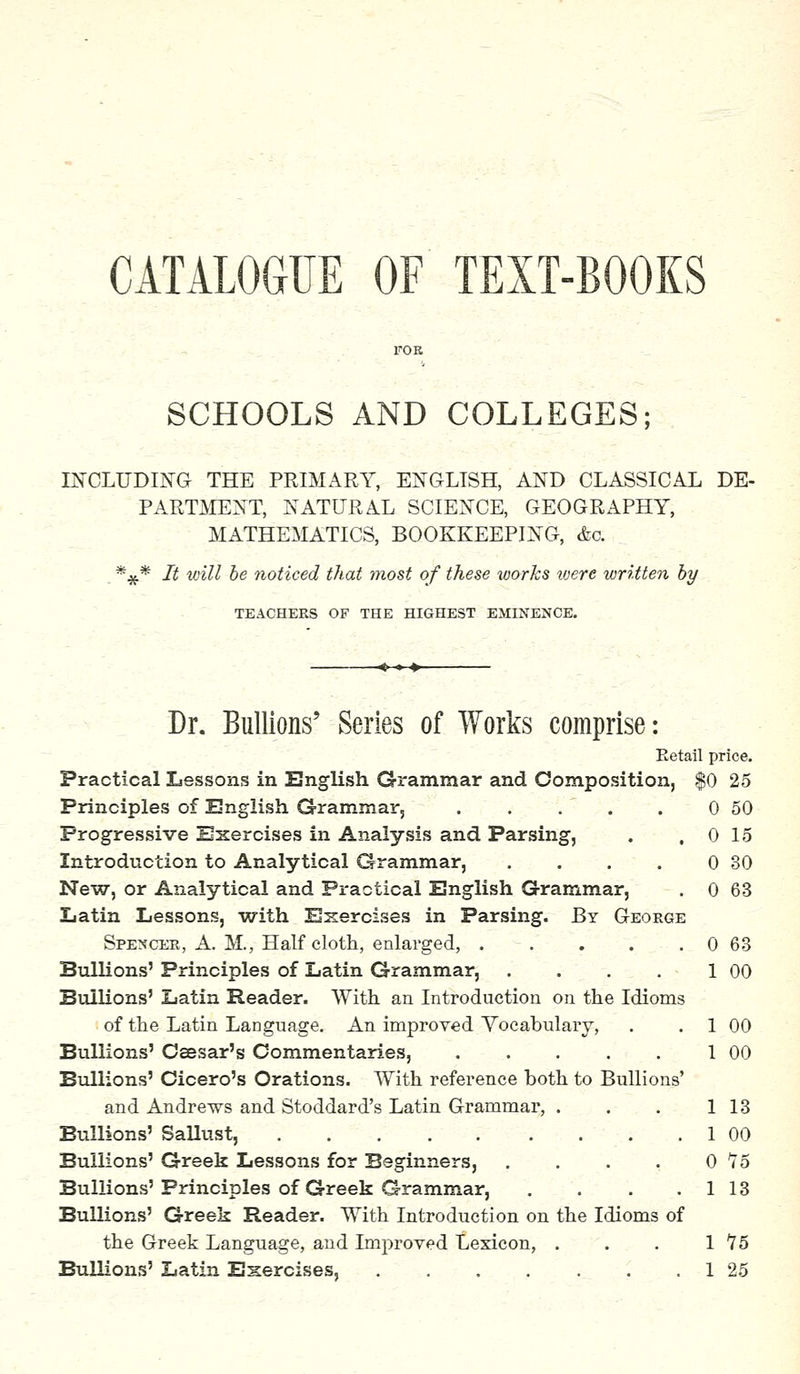 CATALOGUE OF TEXT-BOOKS
FOR
SCHOOLS AND COLLEGES;
INCLUDING THE PRIMARY, ENGLISH, AND CLASSICAL DE-
PARTMENT, NATURAL SCIENCE, GEOGRAPHY,
MATHEMATICS, BOOKKEEPING, &c.
*** It will be noticed that most of these works were written by
TEACHERS OF THE HIGHEST EMINENCE.
Dr. Bullions' Series of Works comprise:
Retail price.
Practical Lessons in English Grammar and Composition, $0 25
Principles of English Grammar, . . . . . 0 50
Progressive Exercises in Analysis and Parsing, . . 0 15
Introduction to Analytical Grammar, . . . . 0 30
New, or Analytical and Practical English Grammar, . 0 63
Latin Lessons, with Exercises in Parsing. By George
Spencer, A. M., Half cloth, enlarged, . . . . . 0 63
Bullions' Principles of Latin Grammar, . . . . 1 00
Bullions' Latin Reader. With an Introduction on the Idioms
of the Latin Language. An improved Vocabulary, . . 1 00
Bullions' Cæsar's Commentaries, . . . . . 1 00
Bullions' Cicero's Orations. With reference both to Bullions'
and Andrews and Stoddard's Latin Grammar, . . . 1 13
Bullions' Sallust, . . . . . . . . . 1 00
Bullions' Greek Lessons for Beginners, . . . . 0 75
Bullions' Principles of Greek Grammar, . . . . 1 13
Bullions' Greek Reader. With Introduction on the Idioms of
the Greek Language, and Improved Lexicon, . . . 1 75
Bullions' Latin Exercises, . . . . . . . 1 25